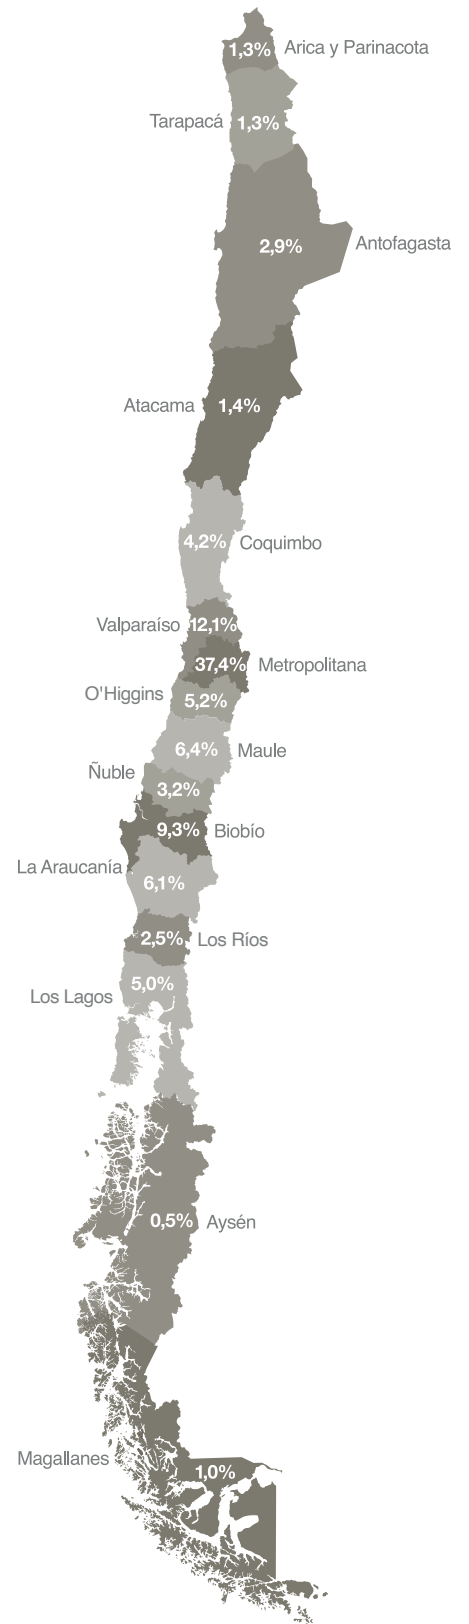 1,3% Arica y Parinacota
Tarapacá 1,3%
2,9% Antofagasta
Atacama 1,4%
4,2% Coquimbo
Valparaíso 12,1%
37,4% Metropolitana
O'Higgins 5,2%
6,4% Maule
Ñuble 3,2%
9,3% Biobío
La Araucanía 6,1%
2,5% Los Ríos
Los Lagos 5,0%
0,5% Aysén
Magallanes 1,0%